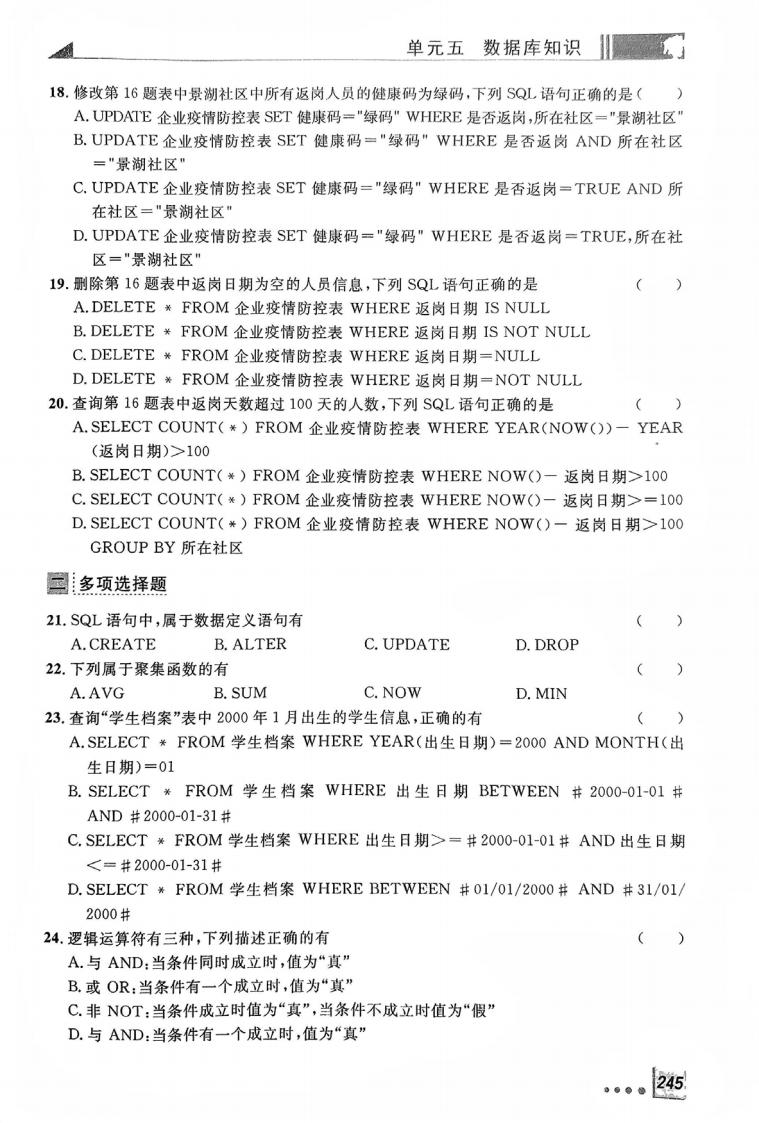 单元五 数据库知识
18. 修改第 16 题表中景湖社区中所有返岗人员的健康码为绿码,下列 SQL 语句正确的是( )
A. UPDATE 企业疫情防控表 SET 健康码="绿码" WHERE 是否返岗,所在社区="景湖社区"
B. UPDATE 企业疫情防控表 SET 健康码="绿码" WHERE 是否返岗 AND 所在社区
="景湖社区"
C. UPDATE 企业疫情防控表 SET 健康码="绿码" WHERE 是否返岗=TRUE AND 所
在社区="景湖社区"
D. UPDATE 企业疫情防控表 SET 健康码="绿码" WHERE 是否返岗=TRUE,所在社
区="景湖社区"
19. 删除第 16 题表中返岗日期为空的人员信息,下列 SQL 语句正确的是 ( )
A. DELETE * FROM 企业疫情防控表 WHERE 返岗日期 IS NULL
B. DELETE * FROM 企业疫情防控表 WHERE 返岗日期 IS NOT NULL
C. DELETE * FROM 企业疫情防控表 WHERE 返岗日期=NULL
D. DELETE * FROM 企业疫情防控表 WHERE 返岗日期=NOT NULL
20. 查询第 16 题表中返岗天数超过 100 天的人数,下列 SQL 语句正确的是 ( )
A. SELECT COUNT(*) FROM 企业疫情防控表 WHERE YEAR(NOW())- YEAR
(返岗日期)>100
B. SELECT COUNT(*) FROM 企业疫情防控表 WHERE NOW()- 返岗日期>100
C. SELECT COUNT(*) FROM 企业疫情防控表 WHERE NOW()- 返岗日期>=100
D. SELECT COUNT(*) FROM 企业疫情防控表 WHERE NOW()- 返岗日期>100
GROUP BY 所在社区
二 多项选择题
21. SQL 语句中,属于数据定义语句有 ( )
A. CREATE B. ALTER C. UPDATE D. DROP
22. 下列属于聚集函数的有 ( )
A. AVG B. SUM C. NOW D. MIN
23. 查询“学生档案”表中 2000 年 1 月出生的学生信息,正确的有 ( )
A. SELECT * FROM 学生档案 WHERE YEAR(出生日期)=2000 AND MONTH(出
生日期)=01
B. SELECT * FROM 学生档案 WHERE 出生日期 BETWEEN #2000-01-01#
AND #2000-01-31#
C. SELECT * FROM 学生档案 WHERE 出生日期>=#2000-01-01# AND 出生日期
<=#2000-01-31#
D. SELECT * FROM 学生档案 WHERE BETWEEN #01/01/2000# AND #31/01/
2000#
24. 逻辑运算符有三种,下列描述正确的有 ( )
A. 与 AND:当条件同时成立时,值为“真”
B. 或 OR:当条件有一个成立时,值为“真”
C. 非 NOT:当条件成立时值为“真”,当条件不成立时值为“假”
D. 与 AND:当条件有一个成立时,值为“真”
245